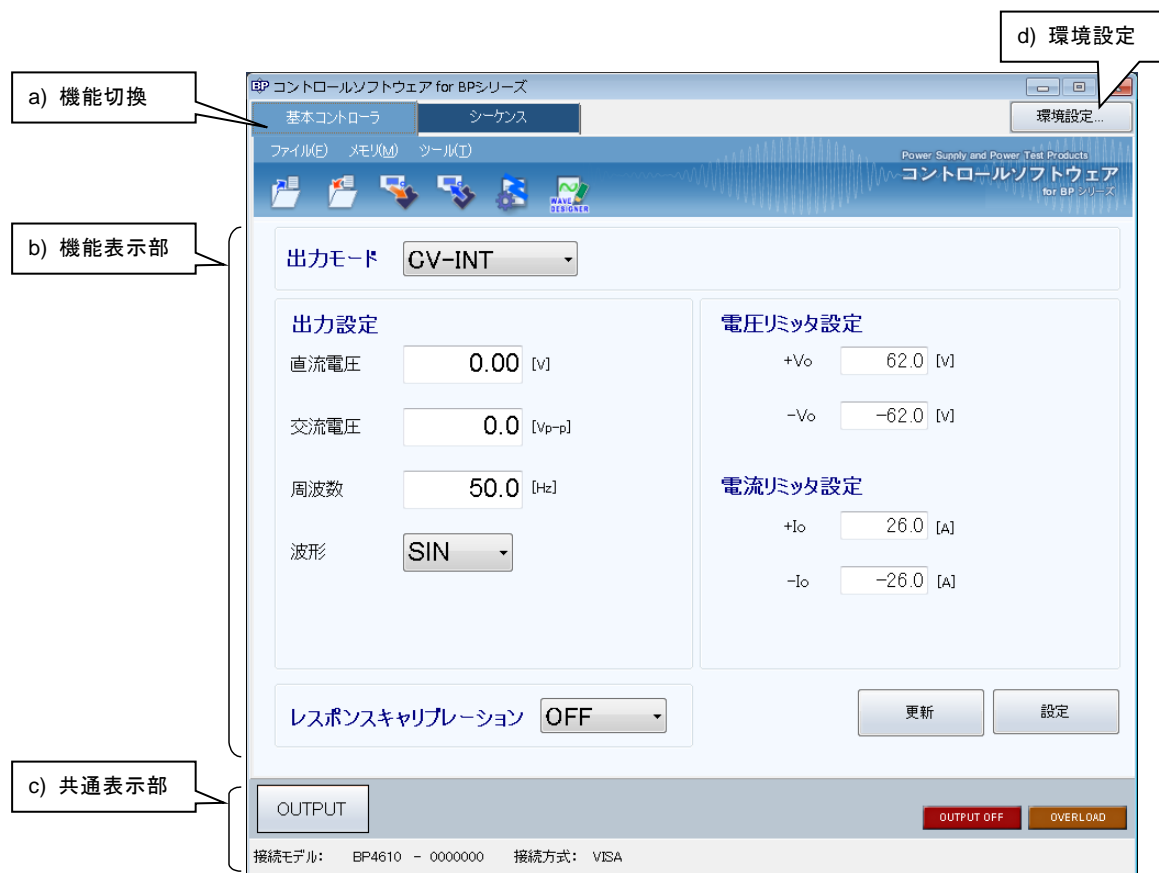 d) 環境設定
a) 機能切換
BP コントロールソフトウェア for BPシリーズ
基本コントローラ シーケンス 環境設定...
ファイル(F) メモリ(M) ツール(T)
Power Supply and Power Test Products
コントロールソフトウェア
for BP シリーズ
WAVE
DESIGNER
b) 機能表示部
出力モード CV-INT
出力設定
直流電圧 0.00 [V]
交流電圧 0.0 [Vp-p]
周波数 50.0 [Hz]
波形 SIN
電圧リミッタ設定
+Vo 62.0 [V]
-Vo -62.0 [V]
電流リミッタ設定
+Io 26.0 [A]
-Io -26.0 [A]
レスポンスキャリブレーション OFF
更新 設定
c) 共通表示部
OUTPUT
OUTPUT OFF OVERLOAD
接続モデル: BP4610 - 0000000 接続方式: VISA